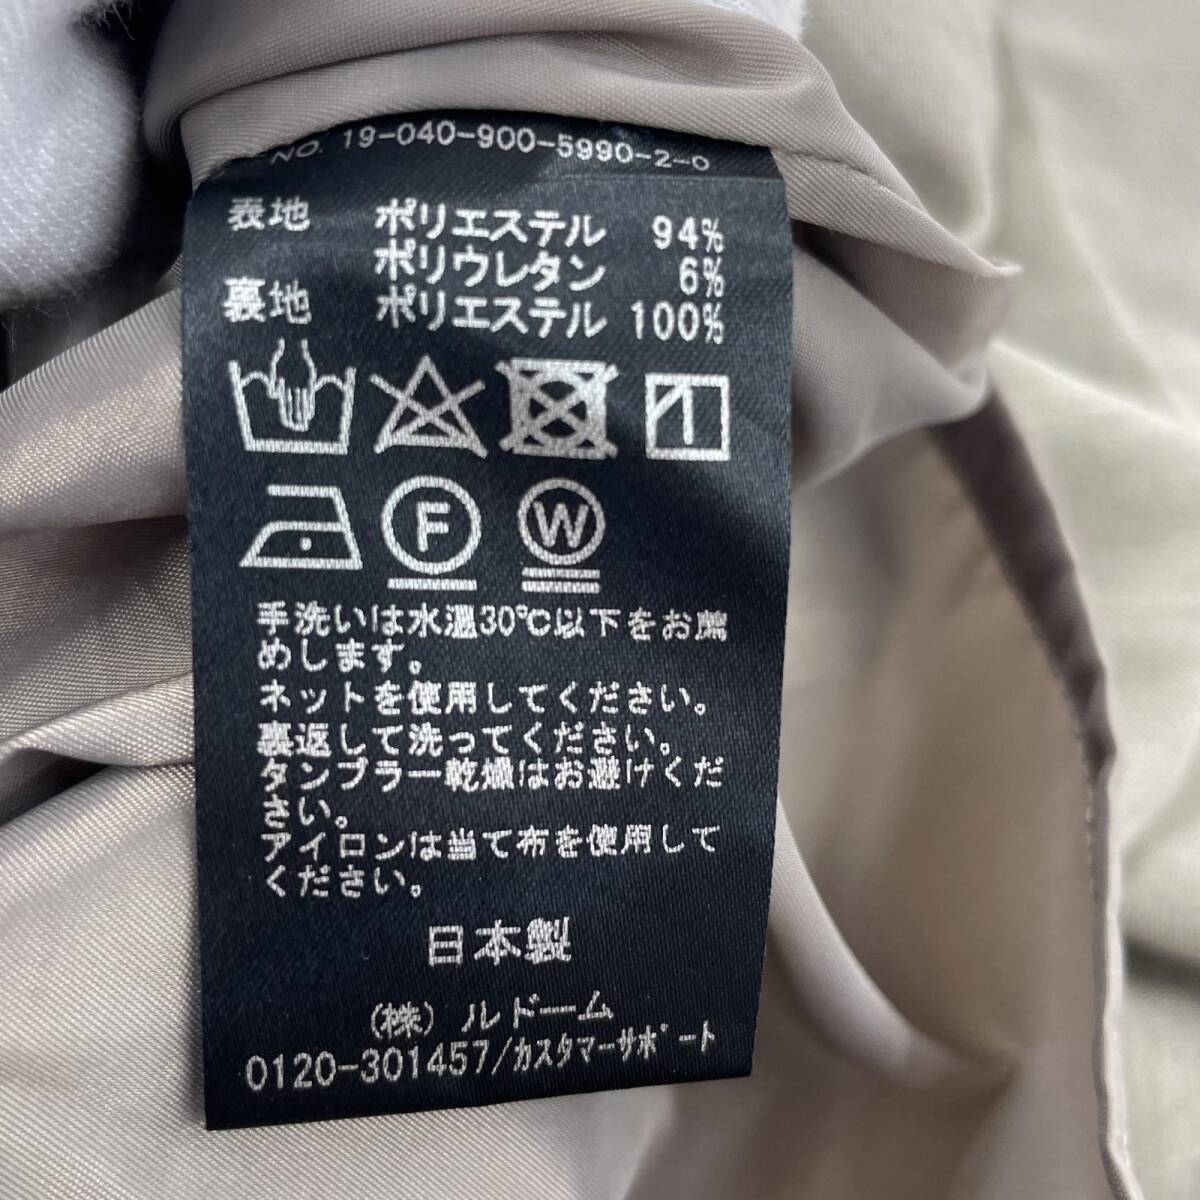 NO. 19-040-900-5990-2-0
表地 ポリエステル 94%
ポリウレタン 6%
裏地 ポリエステル 100%
F W
手洗いは水温30℃以下をお薦
めします。
ネットを使用してください。
裏返して洗ってください。
タンブラー乾燥はお避けくだ
さい。
アイロンは当て布を使用して
ください。
日本製
(株) ルドーム
0120-301457/ｶｽﾀﾏｰｻﾎﾟｰﾄ